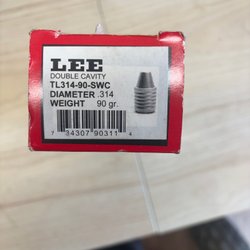 LEE
DOUBLE CAVITY
TL314-90-SWC
DIAMETER .314
WEIGHT 90 gr.
7 34307 90311 4